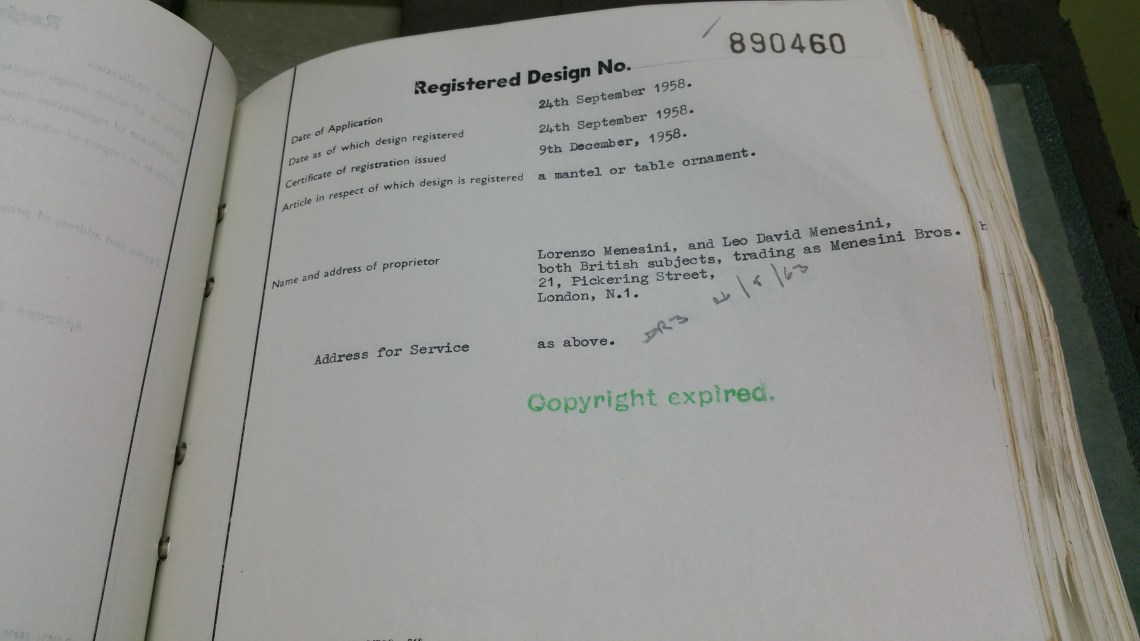 890460
Registered Design No.
Date of Application 24th September 1958.
Date as of which design registered 24th September 1958.
Certificate of registration issued 9th December, 1958.
Article in respect of which design is registered a mantel or table ornament.
Name and address of proprietor Lorenzo Menesini, and Leo David Menesini,
both British subjects, trading as Menesini Bros.
21, Pickering Street,
London, N.1.
Address for Service as above.
DR3
Copyright expired.